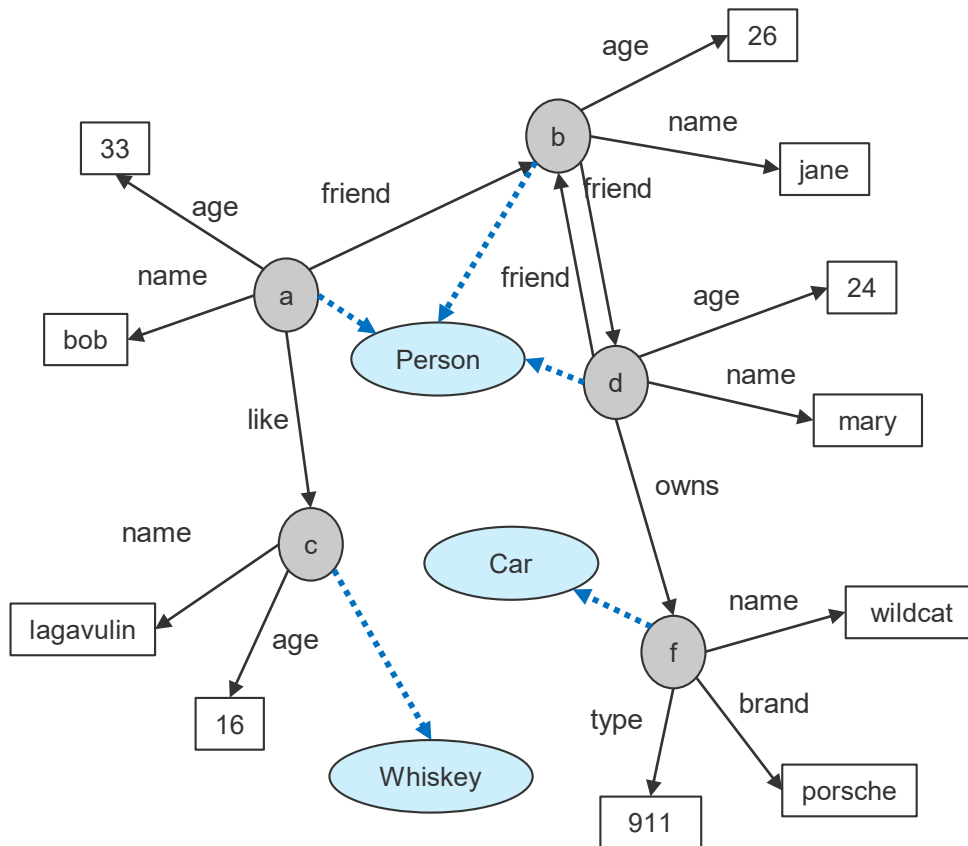 26
age
b
name
jane
33
friend
friend
age
name
a
friend
age
24
bob
Person
d
name
mary
like
owns
name
c
Car
name
wildcat
lagavulin
age
f
brand
16
type
Whiskey
porsche
911